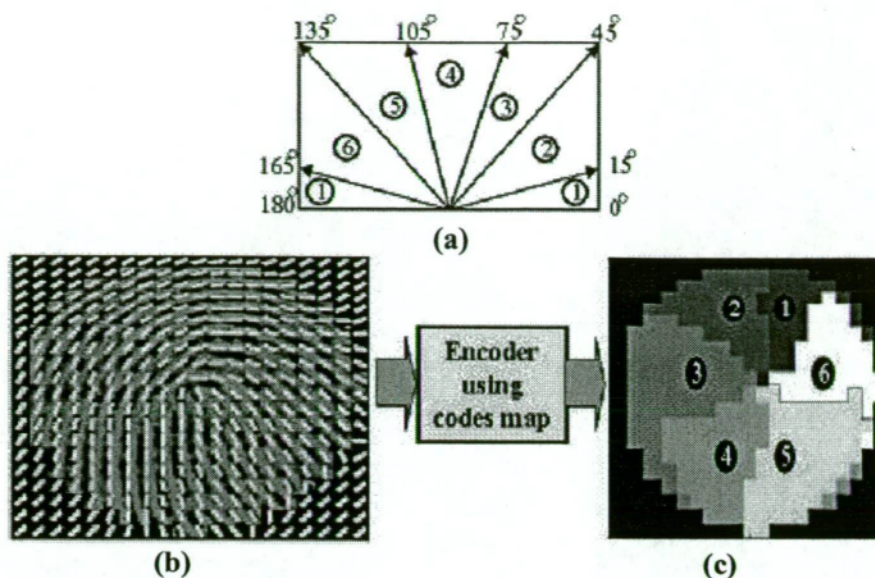 135° 105° 75° 45°
④
⑤ ③
⑥ ②
165° 15°
① ①
180° 0°
(a)
② ①
③ ⑥
Encoder
using
codes map
④ ⑤
(b) (c)